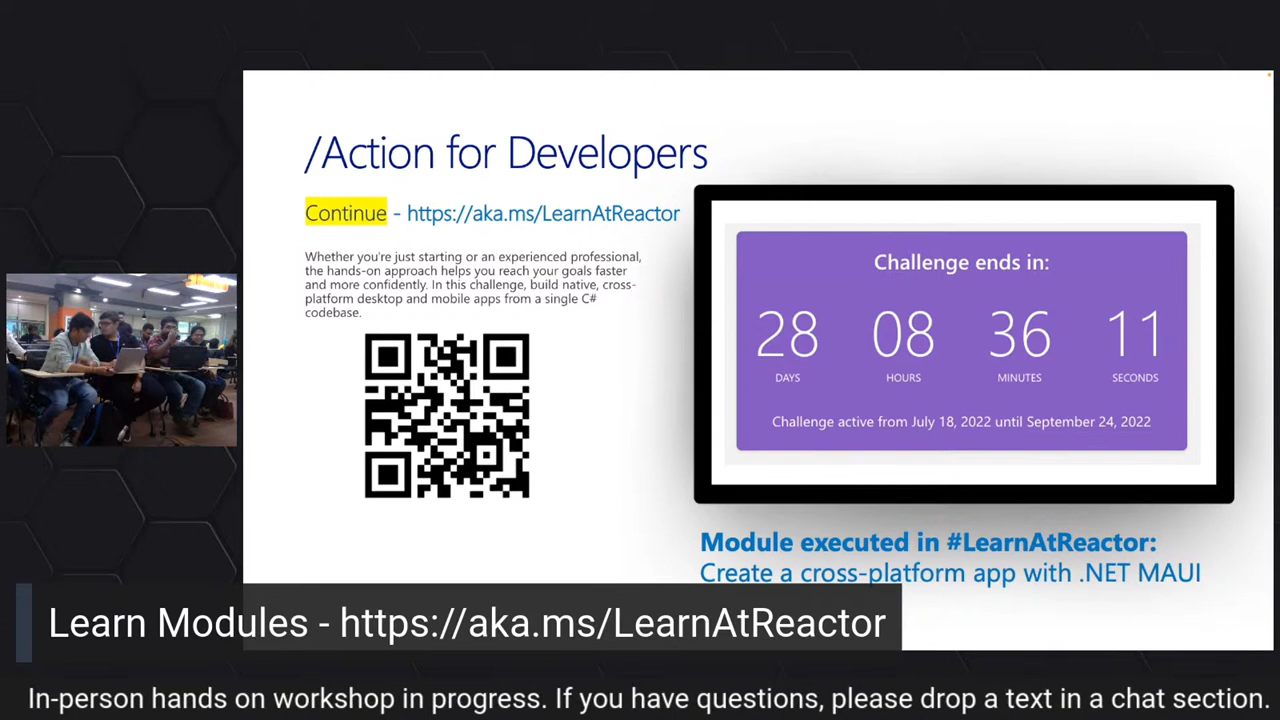 /Action for Developers
Continue - https://aka.ms/LearnAtReactor
Whether you're just starting or an experienced professional,
the hands-on approach helps you reach your goals faster
and more confidently. In this challenge, build native, cross-
platform desktop and mobile apps from a single C#
codebase.
Challenge ends in:
28 08 36 11
DAYS HOURS MINUTES SECONDS
Challenge active from July 18, 2022 until September 24, 2022
Module executed in #LearnAtReactor:
Create a cross-platform app with .NET MAUI
Learn Modules - https://aka.ms/LearnAtReactor
In-person hands on workshop in progress. If you have questions, please drop a text in a chat section.